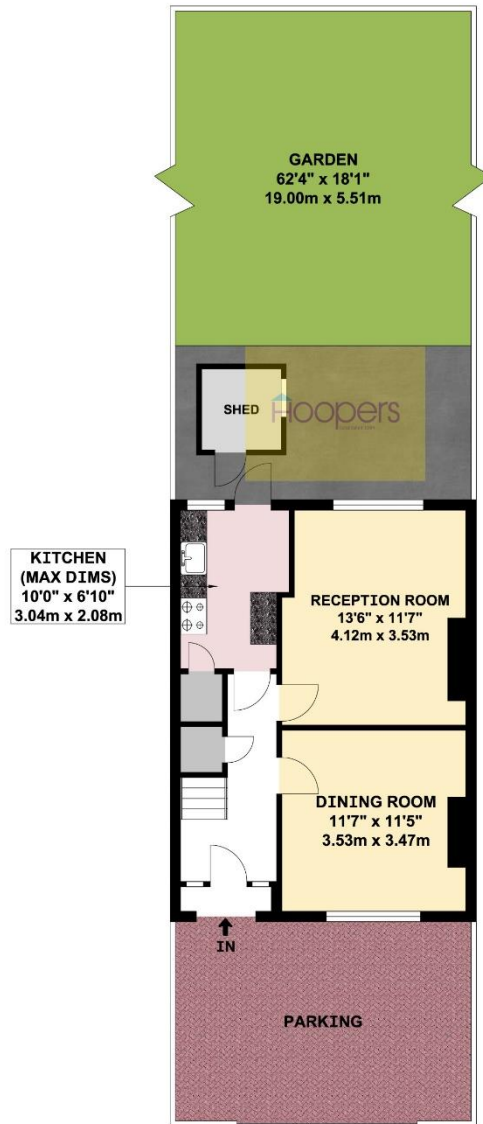 GARDEN
62'4" x 18'1"
19.00m x 5.51m
SHED
Hoopers
KITCHEN
(MAX DIMS)
10'0" x 6'10"
3.04m x 2.08m
RECEPTION ROOM
13'6" x 11'7"
4.12m x 3.53m
DINING ROOM
11'7" x 11'5"
3.53m x 3.47m
IN
PARKING